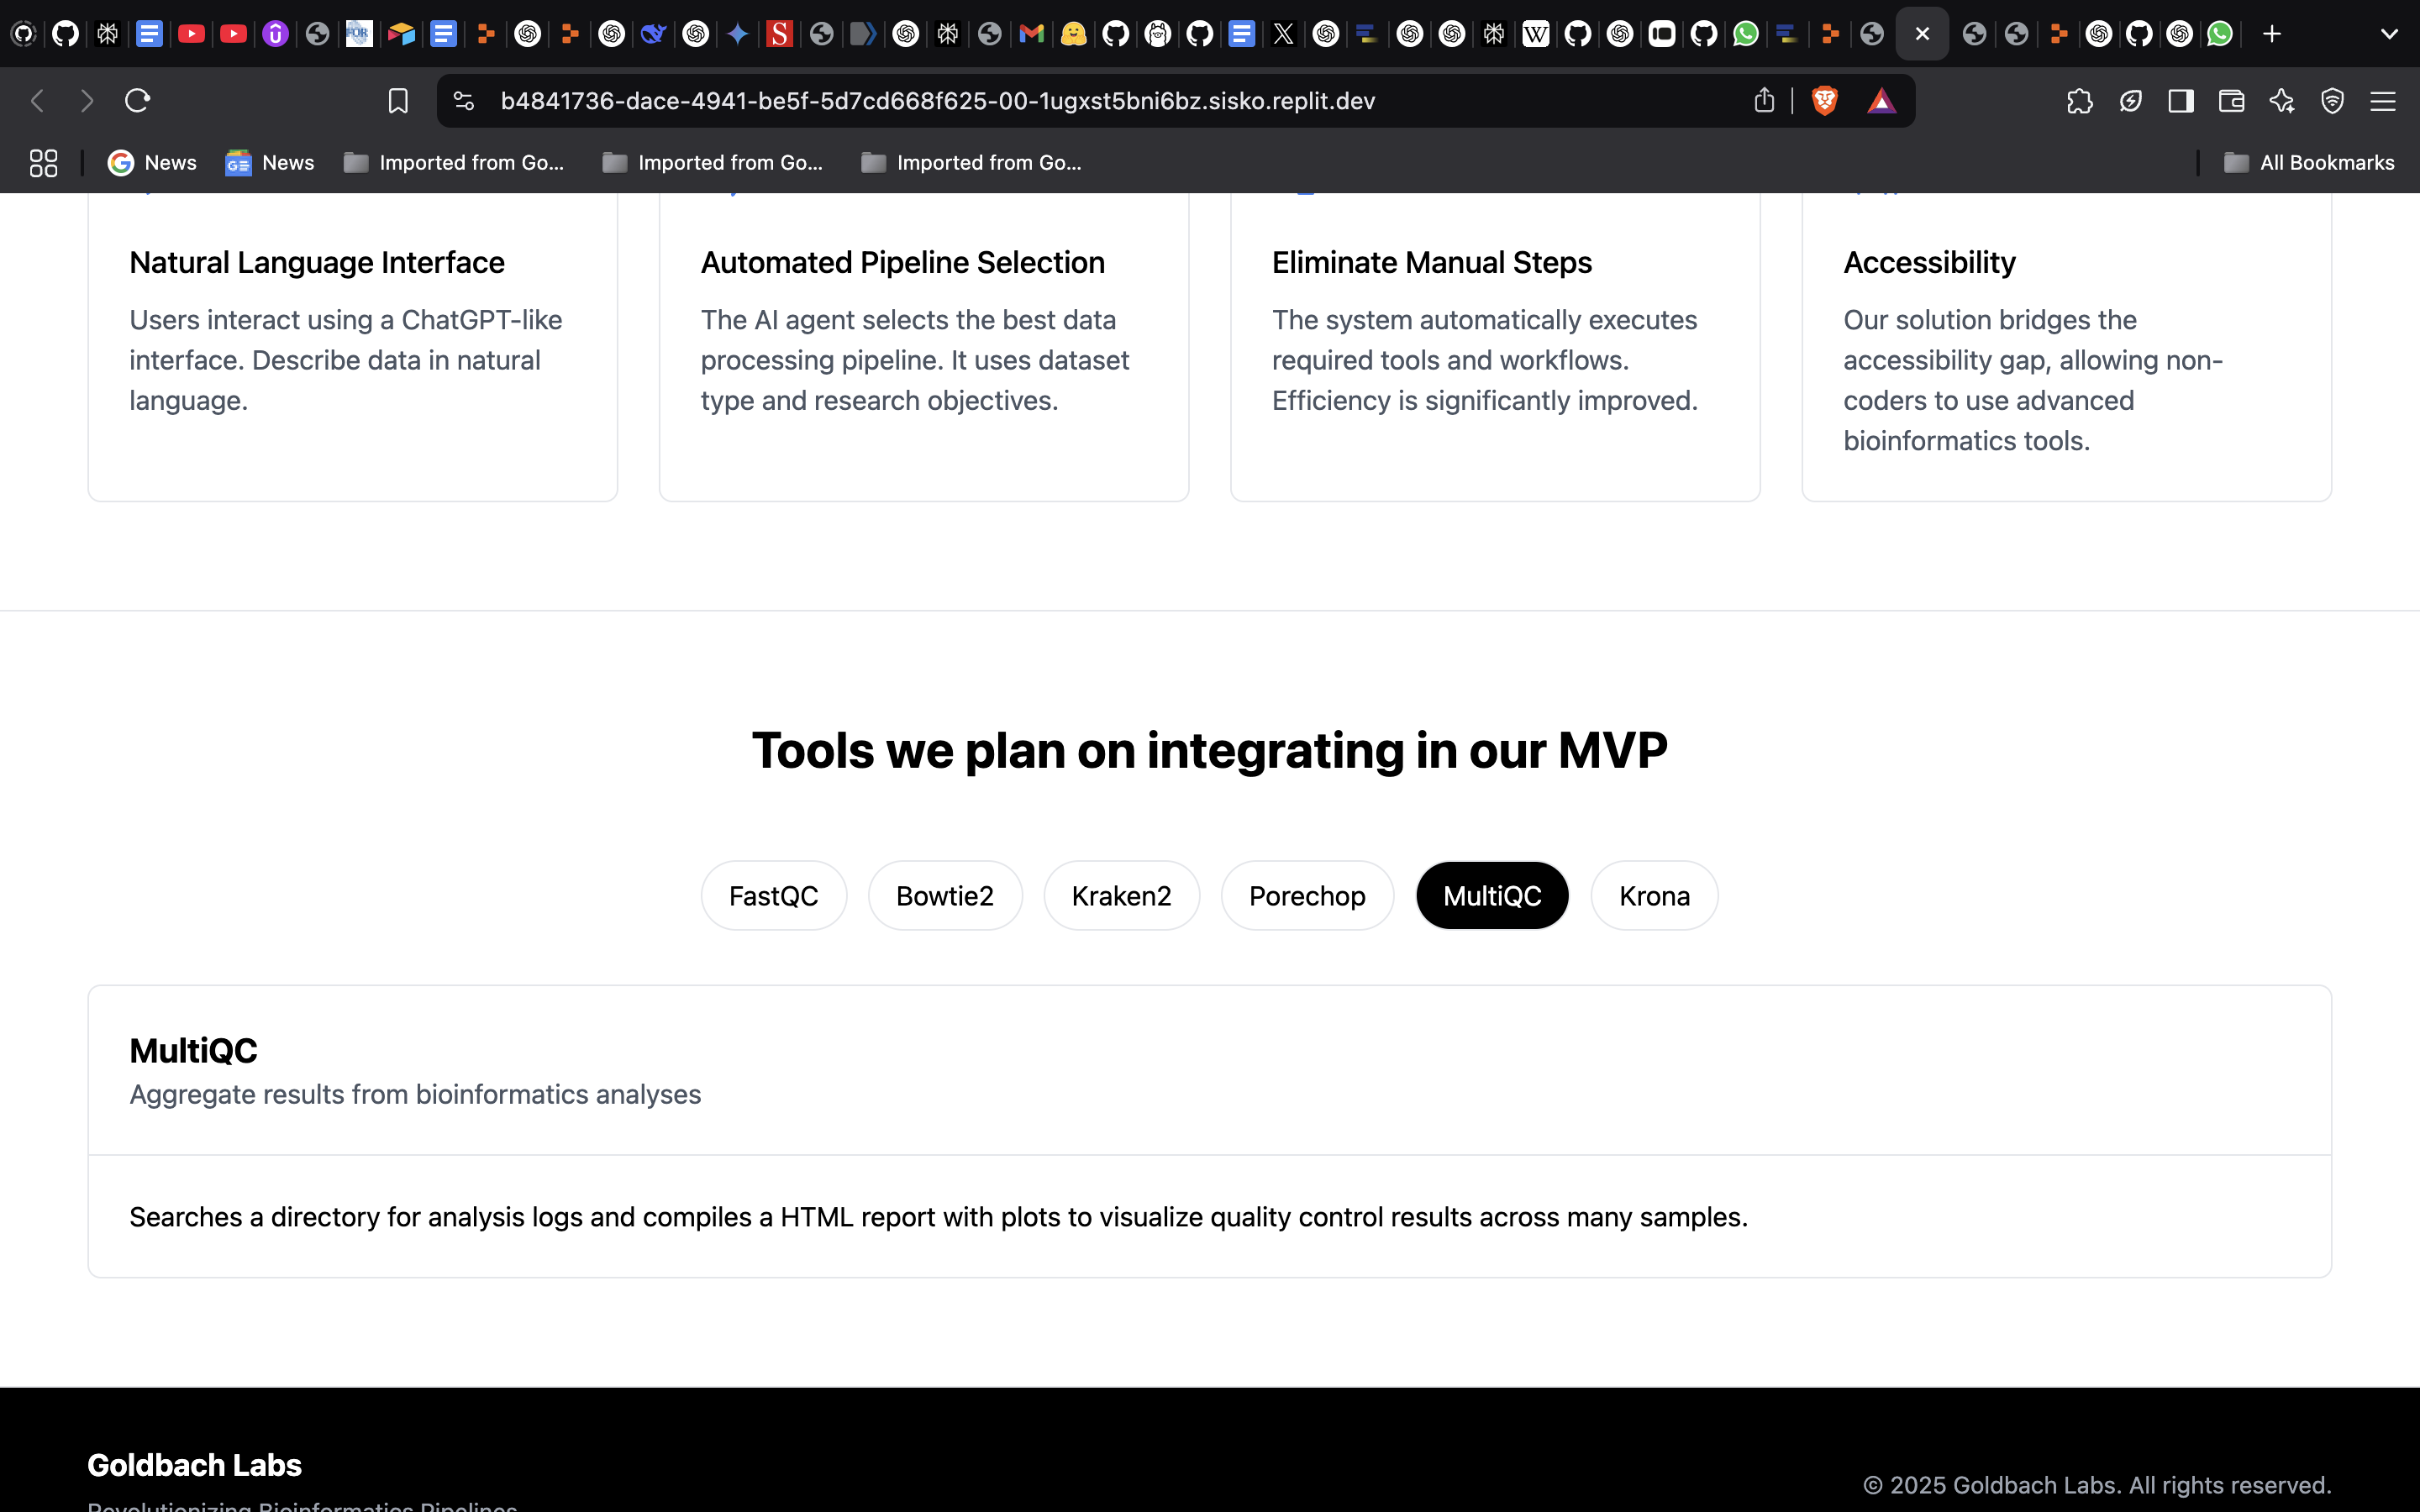 b4841736-dace-4941-be5f-5d7cd668f625-00-1ugxst5bni6bz.sisko.replit.dev
News
News
Imported from Go...
Imported from Go...
Imported from Go...
All Bookmarks
Natural Language Interface
Users interact using a ChatGPT-like
interface. Describe data in natural
language.
Automated Pipeline Selection
The AI agent selects the best data
processing pipeline. It uses dataset
type and research objectives.
Eliminate Manual Steps
The system automatically executes
required tools and workflows.
Efficiency is significantly improved.
Accessibility
Our solution bridges the
accessibility gap, allowing non-
coders to use advanced
bioinformatics tools.
Tools we plan on integrating in our MVP
FastQC
Bowtie2
Kraken2
Porechop
MultiQC
Krona
MultiQC
Aggregate results from bioinformatics analyses
Searches a directory for analysis logs and compiles a HTML report with plots to visualize quality control results across many samples.
Goldbach Labs
Revolutionizing Bioinformatics Pipelines
© 2025 Goldbach Labs. All rights reserved.